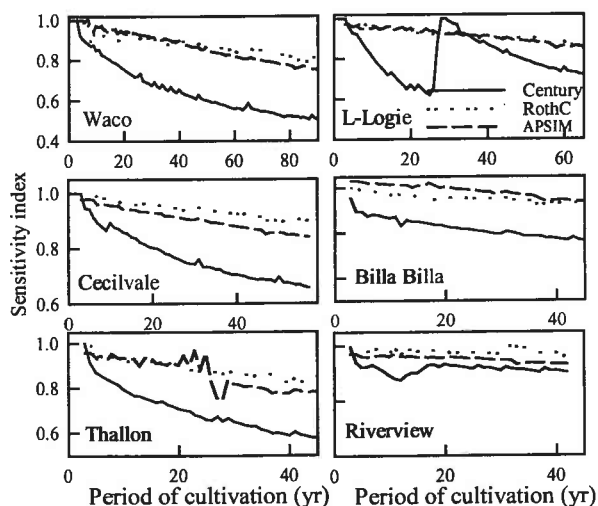 1.0
0.8
0.6
0.4
Waco
0 20 40 60 80
Century
RothC
APSIM
L-Logie
0 20 40 60
Sensitivity index
1.0
0.8
0.6
Cecilvale
0 20 40
Billa Billa
0 20 40
1.0
0.8
0.6
Thallon
0 20 40
Riverview
0 20 40
Period of cultivation (yr)
Period of cultivation (yr)